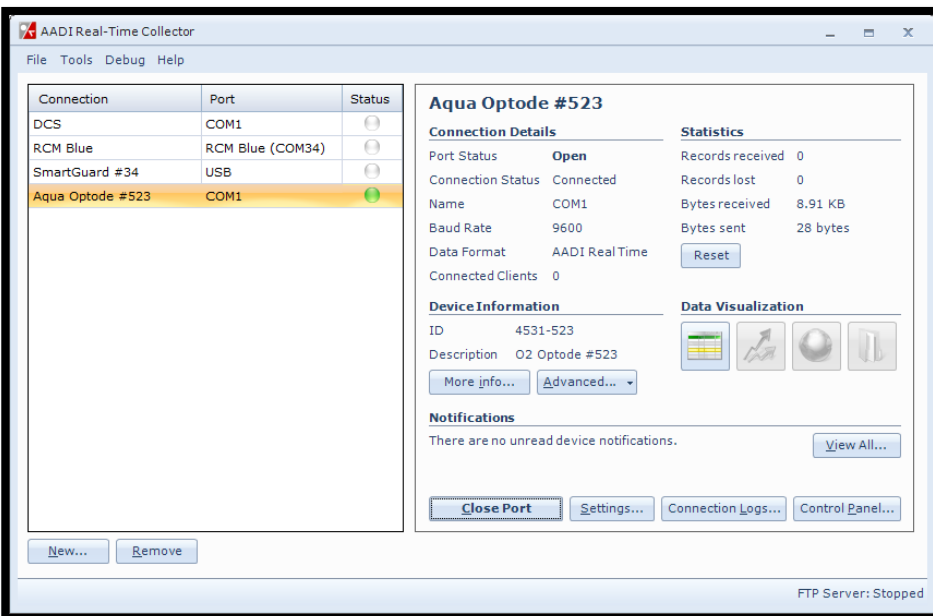 AADI Real-Time Collector
File Tools Debug Help
Connection Port Status
DCS COM1
RCM Blue RCM Blue (COM34)
SmartGuard #34 USB
Aqua Optode #523 COM1
New... Remove
Aqua Optode #523
Connection Details
Port Status Open
Connection Status Connected
Name COM1
Baud Rate 9600
Data Format AADI Real Time
Connected Clients 0
Statistics
Records received 0
Records lost 0
Bytes received 8.91 KB
Bytes sent 28 bytes
Reset
Device Information
ID 4531-523
Description O2 Optode #523
More info... Advanced...
Data Visualization
Notifications
There are no unread device notifications.
View All...
Close Port Settings... Connection Logs... Control Panel...
FTP Server: Stopped